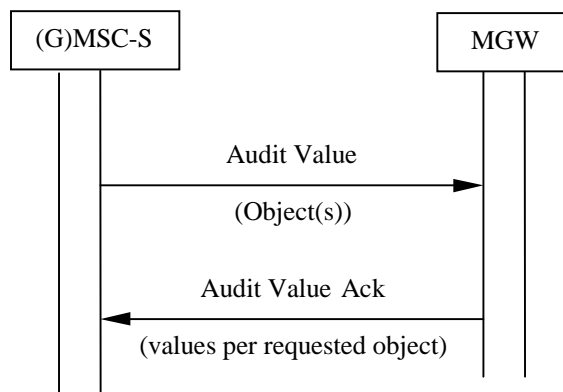 (G)MSC-S
MGW
Audit Value
(Object(s))
Audit Value Ack
(values per requested object)